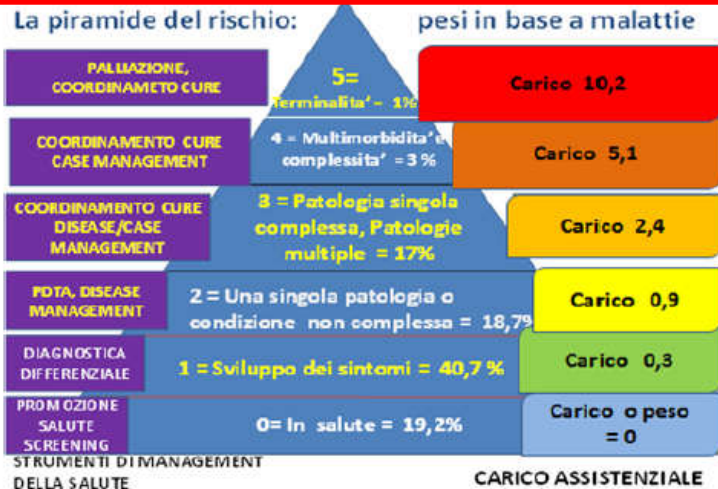 La piramide del rischio:
pesi in base a malattie
PALLIAZIONE,
COORDINAMETO CURE
5=
Terminalita’ – 1%
Carico 10,2
COORDINAMENTO CURE
CASE MANAGEMENT
4 = Multimorbidita’ e
complessita’ = 3 %
Carico 5,1
COORDINAMENTO CURE
DISEASE/CASE
MANAGEMENT
3 = Patologia singola
complessa, Patologie
multiple = 17%
Carico 2,4
PDTA, DISEASE
MANAGEMENT
2 = Una singola patologia o
condizione non complessa = 18,7%
Carico 0,9
DIAGNOSTICA
DIFFERENZIALE
1 = Sviluppo dei sintomi = 40,7 %
Carico 0,3
PROMOZIONE
SALUTE
SCREENING
0= In salute = 19,2%
Carico o peso
= 0
STRUMENTI DI MANAGEMENT
DELLA SALUTE
CARICO ASSISTENZIALE